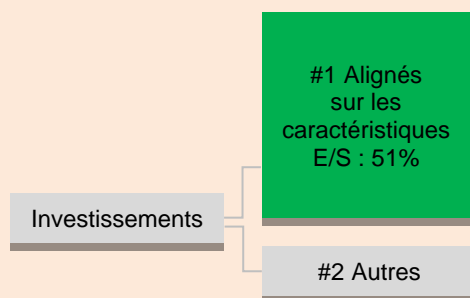 #1 Alignés
sur les
caractéristiques
E/S : 51%
Investissements
#2 Autres